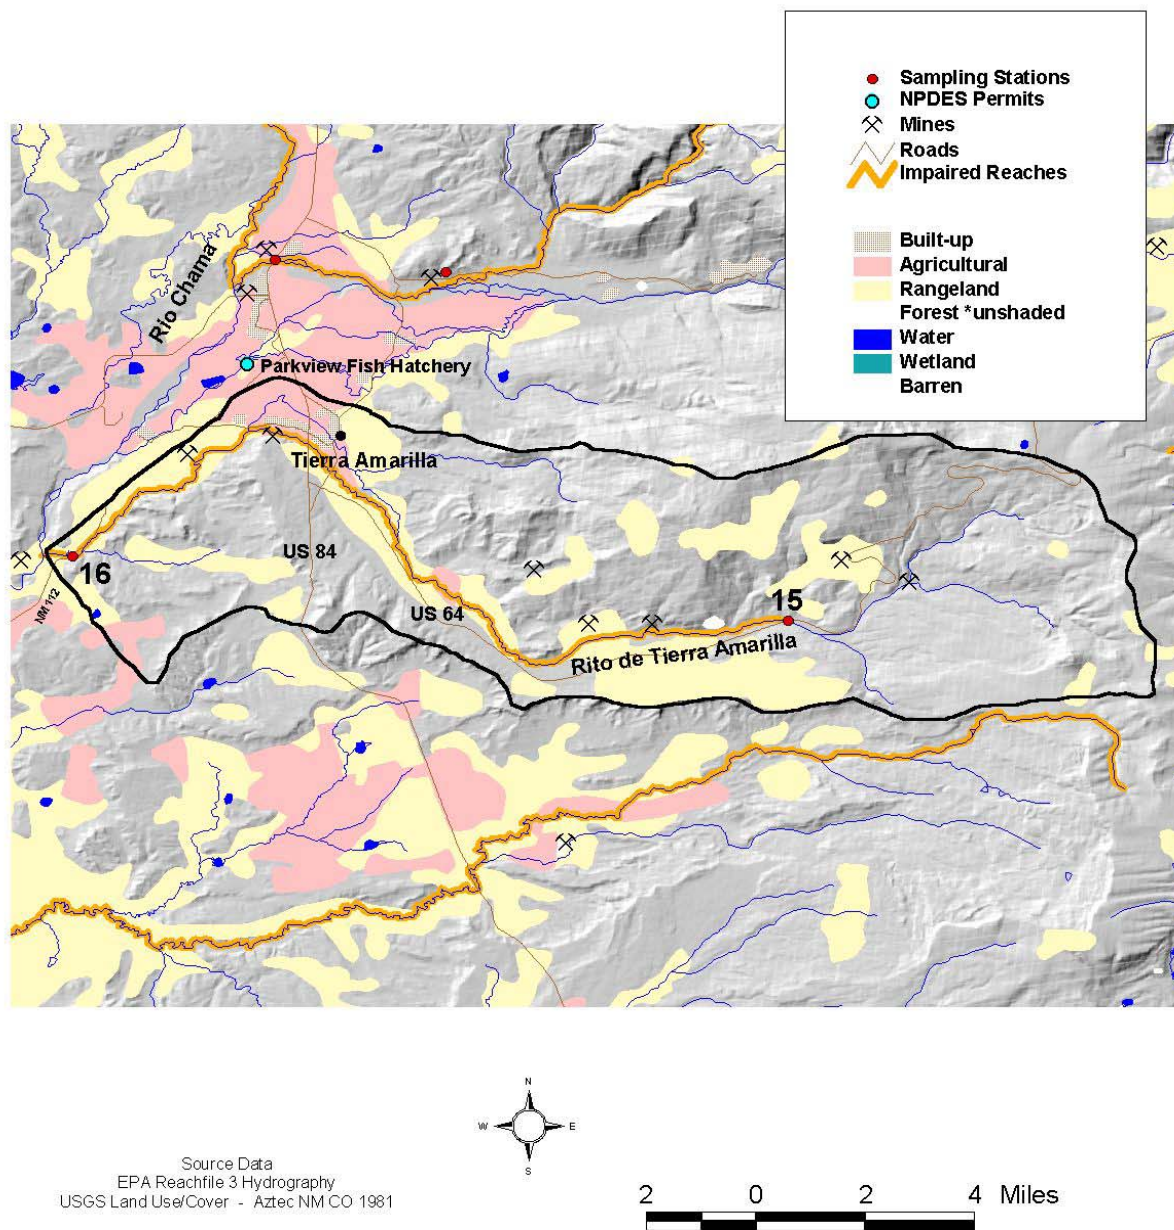 Sampling Stations
NPDES Permits
Mines
Roads
Impaired Reaches
Built-up
Agricultural
Rangeland
Forest *unshaded
Water
Wetland
Barren
Rio Chama
Parkview Fish Hatchery
Tierra Amarilla
US 84
16
NM 112
US 64
15
Rito de Tierra Amarilla
N
W E
S
Source Data
EPA Reachfile 3 Hydrography
USGS Land Use/Cover - Aztec NM CO 1981
2 0 2 4 Miles